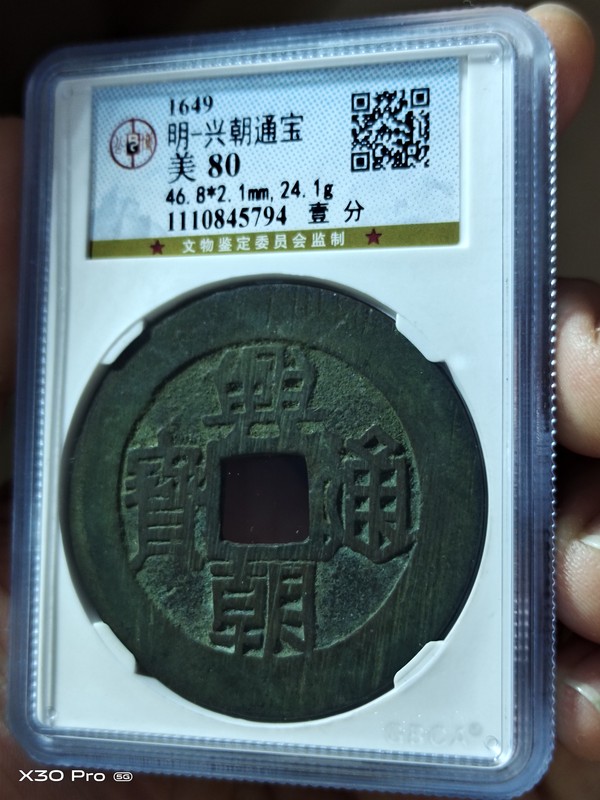 1649
明-兴朝通宝
美 80
46.8*2.1mm,24.1g
1110845794 壹 分
★ 文物鉴定委员会监制 ★
興
寶 通
朝
X30 Pro 5G